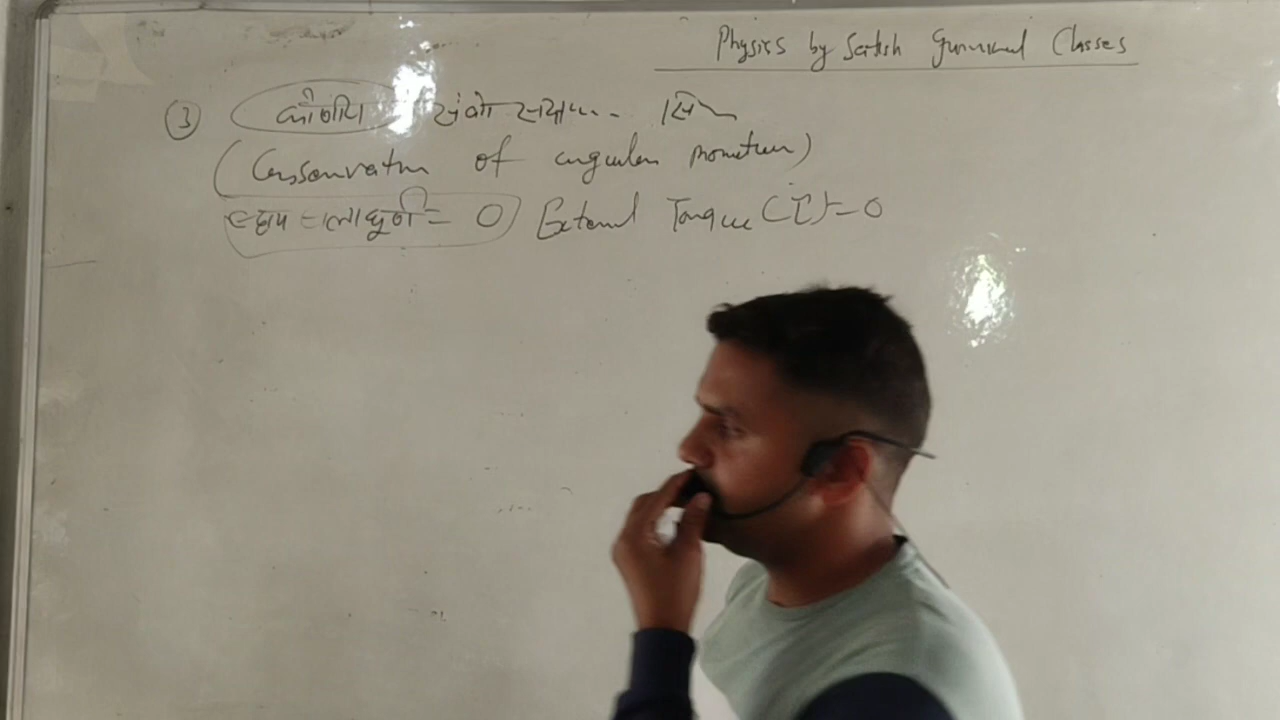 Physics by Satish Gurukul Classes
③ कोणीय संवेग संरक्षण
(Conservation of angular momentum)
बाह्य बलाघूर्ण = 0 External Torque (τ) = 0